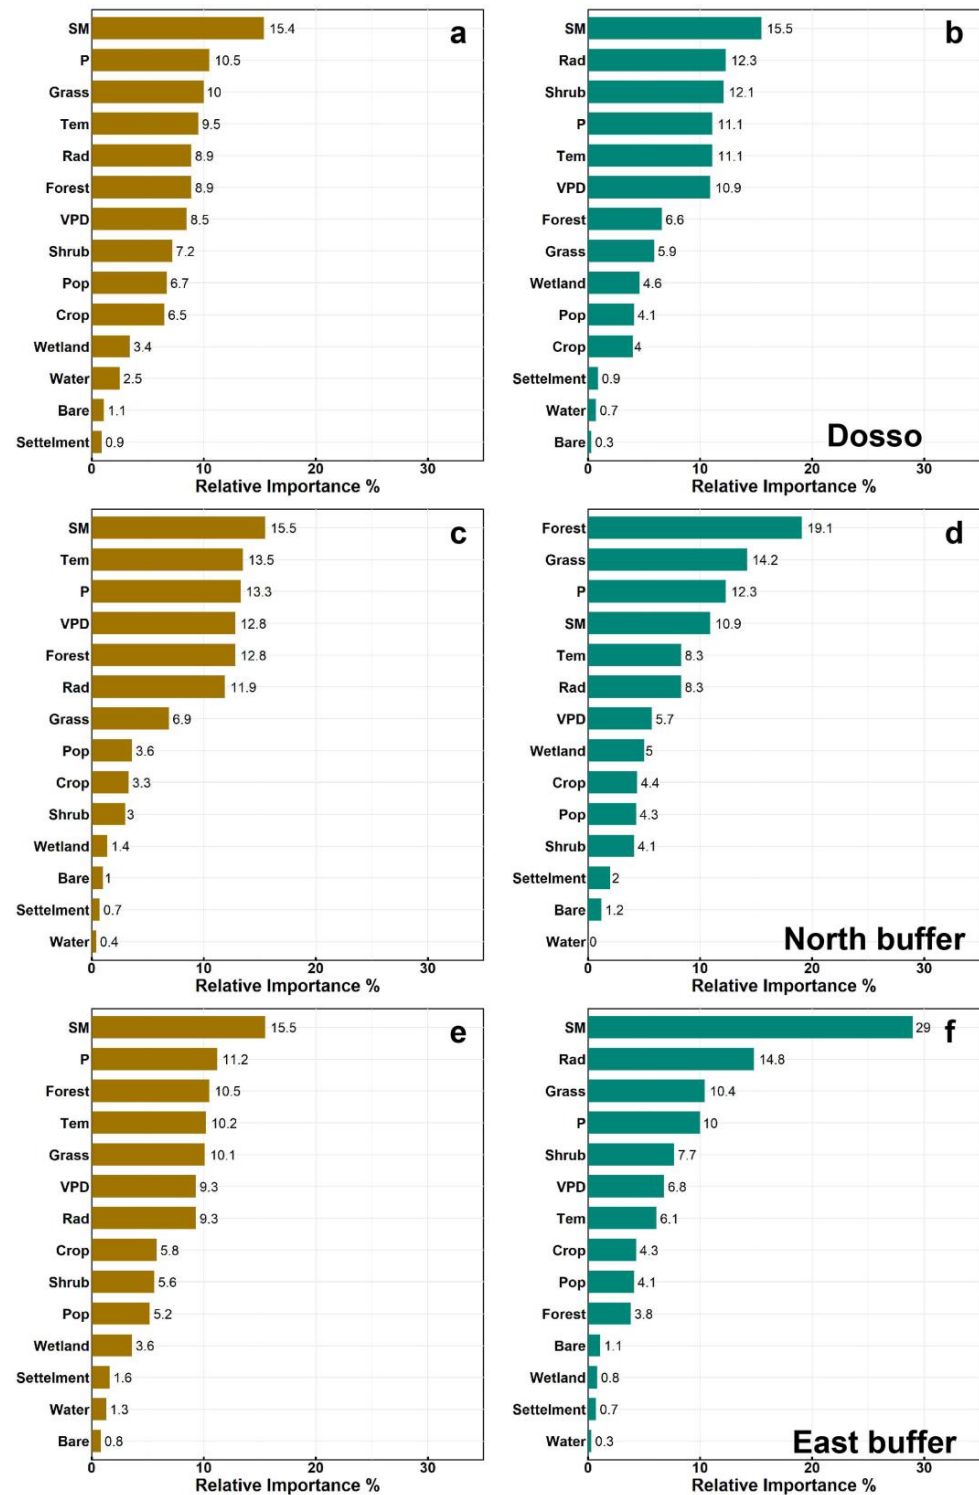 a
SM 15.4
P 10.5
Grass 10
Tem 9.5
Rad 8.9
Forest 8.9
VPD 8.5
Shrub 7.2
Pop 6.7
Crop 6.5
Wetland 3.4
Water 2.5
Bare 1.1
Settelment 0.9
0 10 20 30
Relative Importance %
b
SM 15.5
Rad 12.3
Shrub 12.1
P 11.1
Tem 11.1
VPD 10.9
Forest 6.6
Grass 5.9
Wetland 4.6
Pop 4.1
Crop 4
Settelment 0.9
Water 0.7
Bare 0.3
Dosso
0 10 20 30
Relative Importance %
c
SM 15.5
Tem 13.5
P 13.3
VPD 12.8
Forest 12.8
Rad 11.9
Grass 6.9
Pop 3.6
Crop 3.3
Shrub 3
Wetland 1.4
Bare 1
Settelment 0.7
Water 0.4
0 10 20 30
Relative Importance %
d
Forest 19.1
Grass 14.2
P 12.3
SM 10.9
Tem 8.3
Rad 8.3
VPD 5.7
Wetland 5
Crop 4.4
Pop 4.3
Shrub 4.1
Settelment 2
Bare 1.2
Water 0
North buffer
0 10 20 30
Relative Importance %
e
SM 15.5
P 11.2
Forest 10.5
Tem 10.2
Grass 10.1
VPD 9.3
Rad 9.3
Crop 5.8
Shrub 5.6
Pop 5.2
Wetland 3.6
Settelment 1.6
Water 1.3
Bare 0.8
0 10 20 30
Relative Importance %
f
SM 29
Rad 14.8
Grass 10.4
P 10
Shrub 7.7
VPD 6.8
Tem 6.1
Crop 4.3
Pop 4.1
Forest 3.8
Bare 1.1
Wetland 0.8
Settelment 0.7
Water 0.3
East buffer
0 10 20 30
Relative Importance %